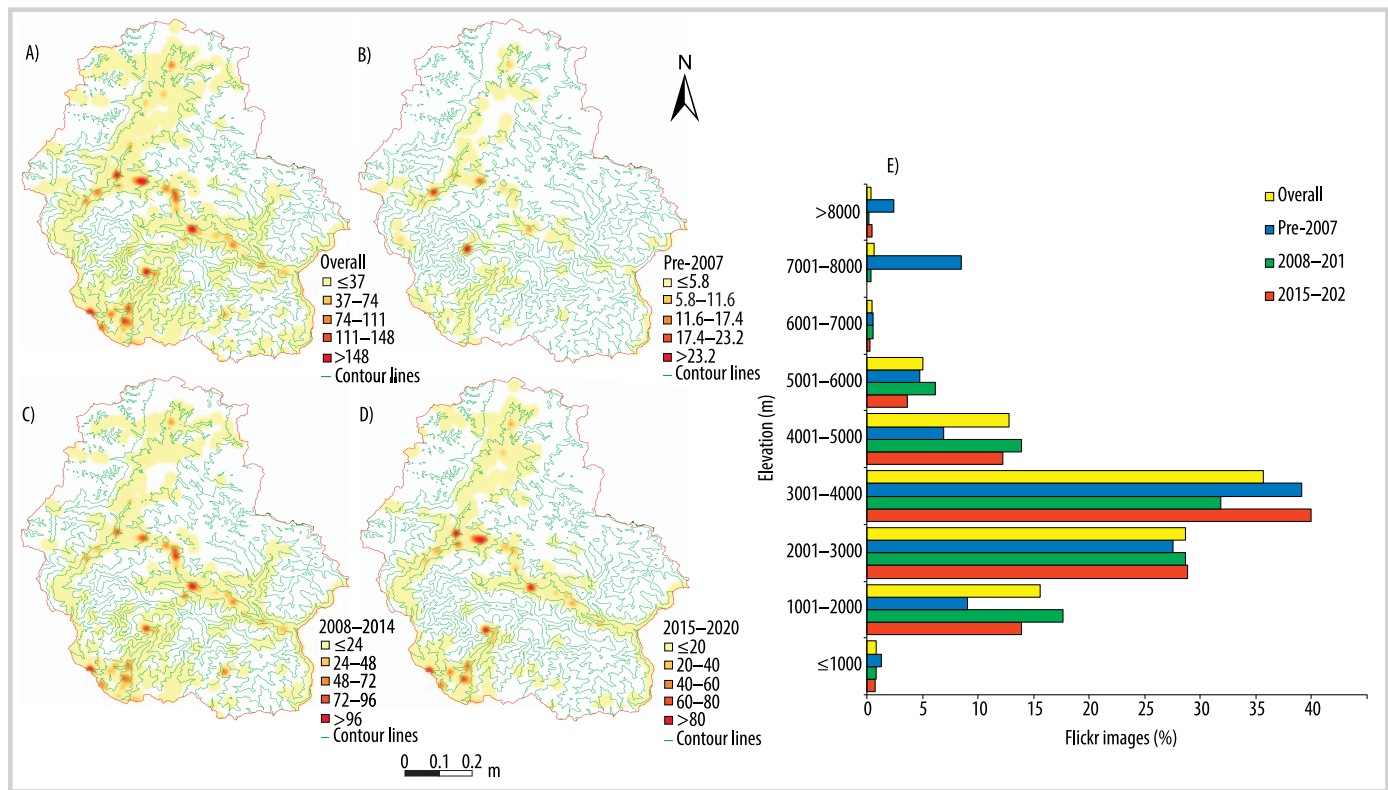 A)
Overall
≤37
37–74
74–111
111–148
>148
Contour lines
B)
N
Pre-2007
≤5.8
5.8–11.6
11.6–17.4
17.4–23.2
>23.2
Contour lines
C)
2008–2014
≤24
24–48
48–72
72–96
>96
Contour lines
D)
2015–2020
≤20
20–40
40–60
60–80
>80
Contour lines
0 0.1 0.2 m
E)
Overall
Pre-2007
2008–201
2015–202
Elevation (m)
>8000
7001–8000
6001–7000
5001–6000
4001–5000
3001–4000
2001–3000
1001–2000
≤1000
0 5 10 15 20 25 30 35 40
Flickr images (%)